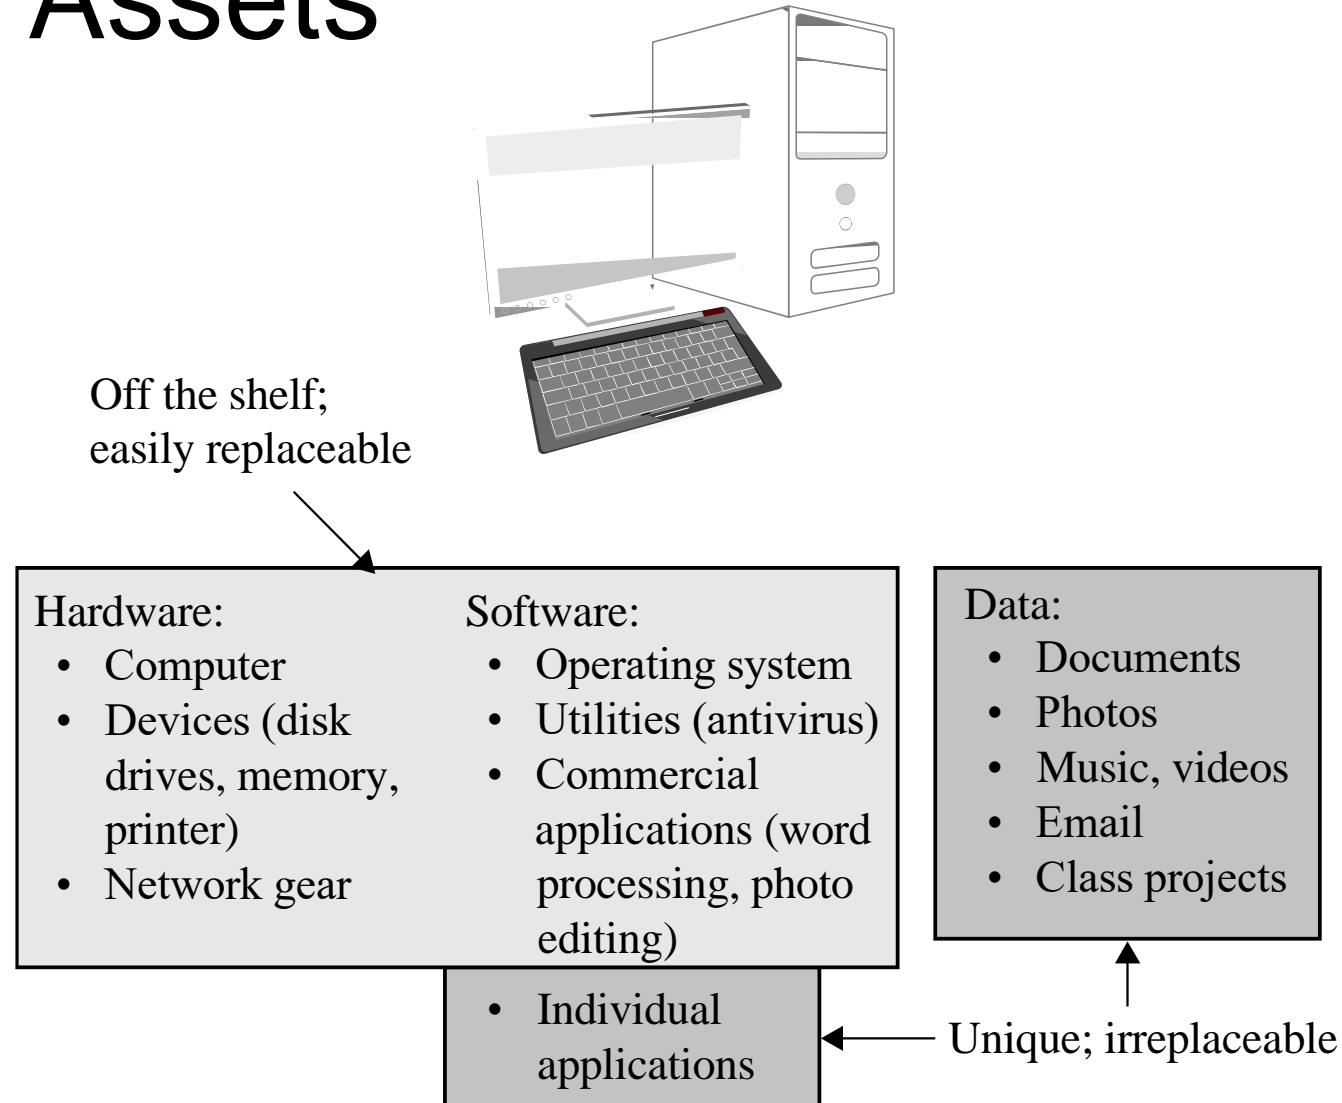 Assets
Off the shelf;
easily replaceable
Hardware:
• Computer
• Devices (disk
drives, memory,
printer)
• Network gear
Software:
• Operating system
• Utilities (antivirus)
• Commercial
applications (word
processing, photo
editing)
• Individual
applications
Data:
• Documents
• Photos
• Music, videos
• Email
• Class projects
Unique; irreplaceable